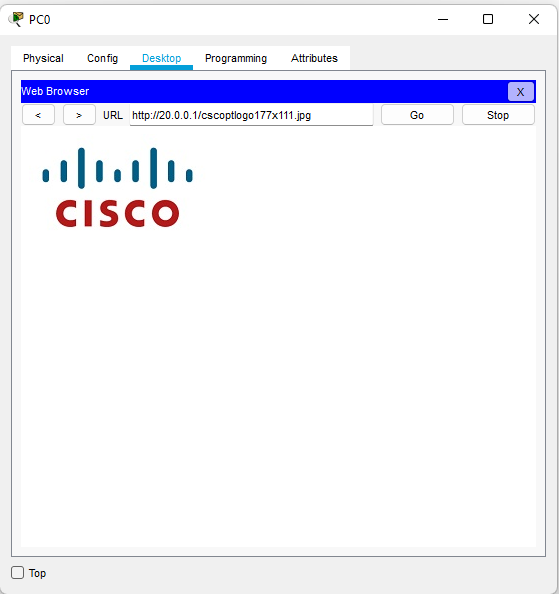 PC0
Physical Config Desktop Programming Attributes
Web Browser X
< > URL http://20.0.0.1/cscoptlogo177x111.jpg Go Stop
CISCO
Top